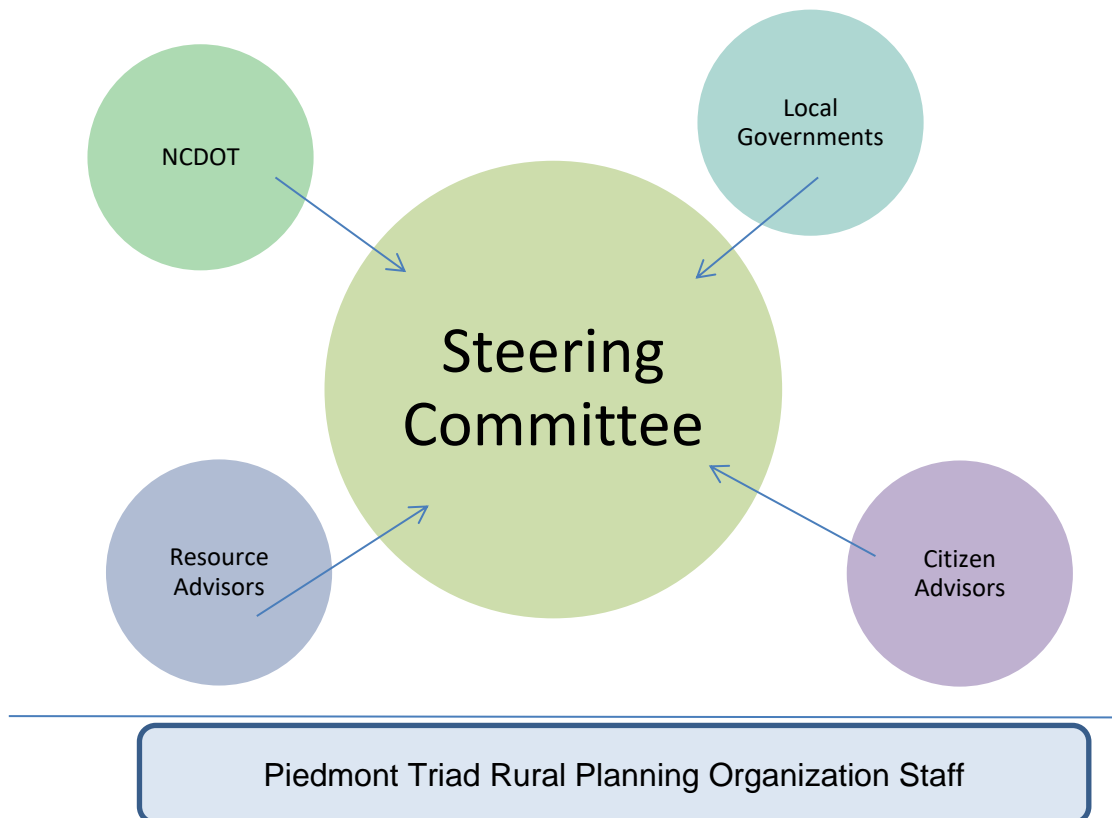 NCDOT
Local
Governments
Steering
Committee
Resource
Advisors
Citizen
Advisors
Piedmont Triad Rural Planning Organization Staff